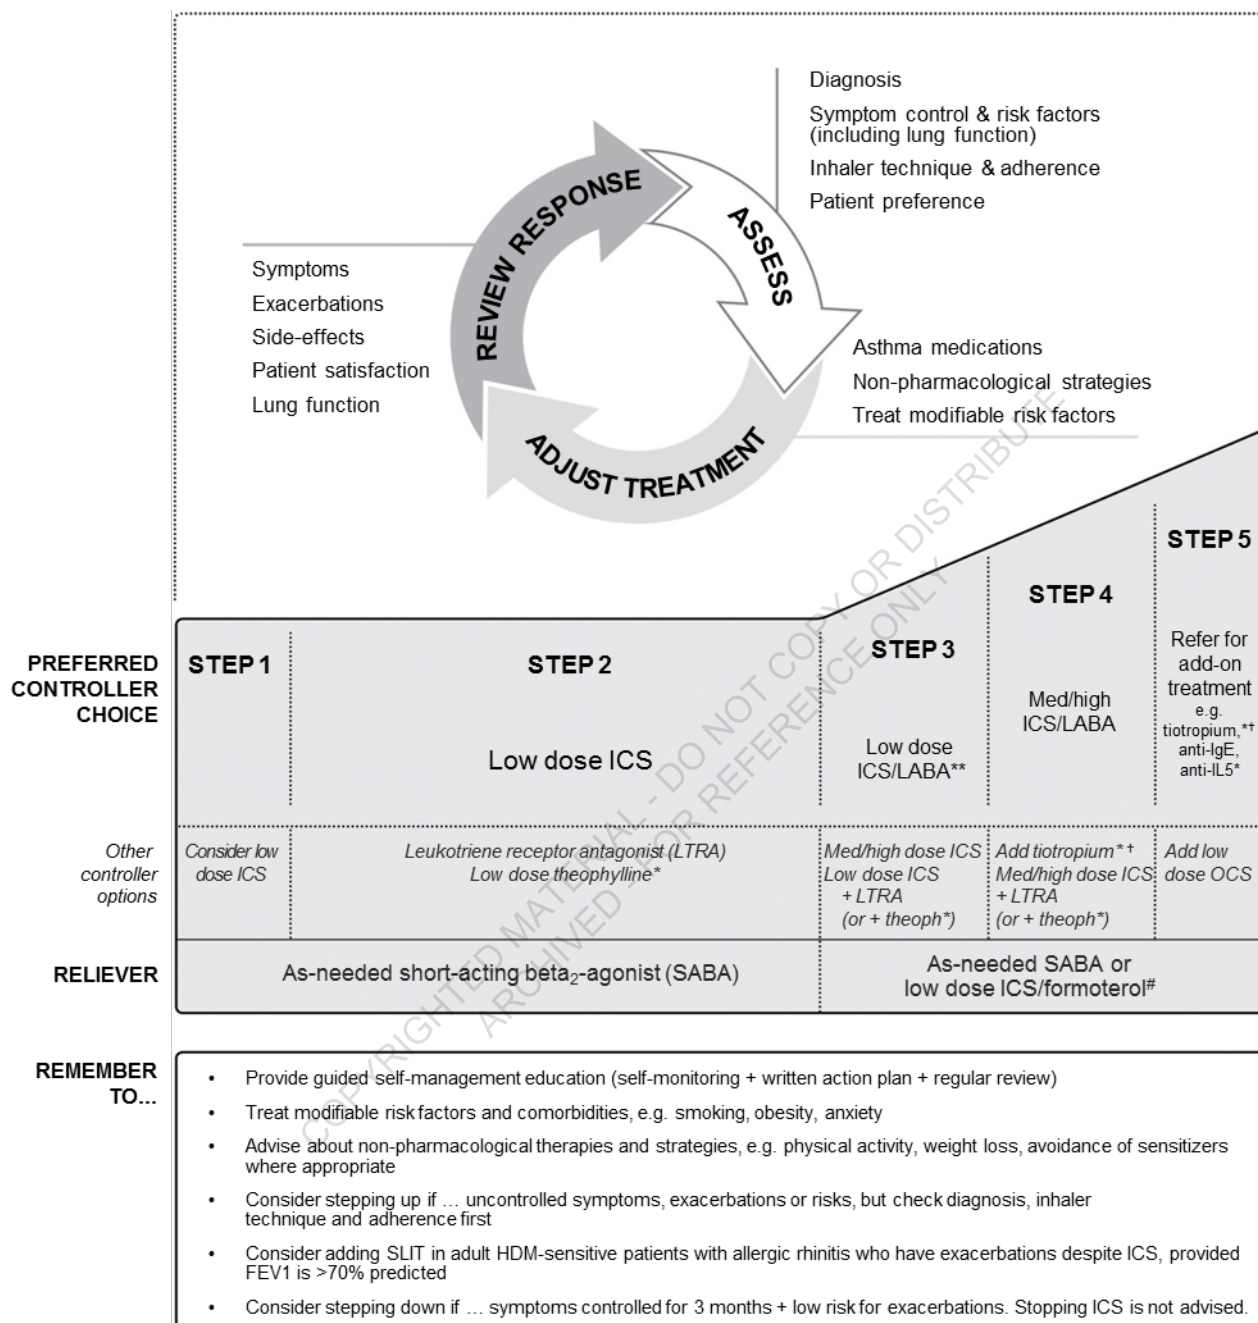 Diagnosis
Symptom control & risk factors
(including lung function)
Inhaler technique & adherence
Patient preference
REVIEW RESPONSE
ASSESS
ADJUST TREATMENT
Symptoms
Exacerbations
Side-effects
Patient satisfaction
Lung function
Asthma medications
Non-pharmacological strategies
Treat modifiable risk factors
PREFERRED
CONTROLLER
CHOICE
STEP 1
STEP 2
Low dose ICS
STEP 3
Low dose
ICS/LABA**
STEP 4
Med/high
ICS/LABA
STEP 5
Refer for
add-on
treatment
e.g.
tiotropium,*†
anti-IgE,
anti-IL5*
Other
controller
options
Consider low
dose ICS
Leukotriene receptor antagonist (LTRA)
Low dose theophylline*
Med/high dose ICS
Low dose ICS
+ LTRA
(or + theoph*)
Add tiotropium*†
Med/high dose ICS
+ LTRA
(or + theoph*)
Add low
dose OCS
RELIEVER
As-needed short-acting beta₂-agonist (SABA)
As-needed SABA or
low dose ICS/formoterol#
REMEMBER
TO...
• Provide guided self-management education (self-monitoring + written action plan + regular review)
• Treat modifiable risk factors and comorbidities, e.g. smoking, obesity, anxiety
• Advise about non-pharmacological therapies and strategies, e.g. physical activity, weight loss, avoidance of sensitizers
where appropriate
• Consider stepping up if … uncontrolled symptoms, exacerbations or risks, but check diagnosis, inhaler
technique and adherence first
• Consider adding SLIT in adult HDM-sensitive patients with allergic rhinitis who have exacerbations despite ICS, provided
FEV1 is >70% predicted
• Consider stepping down if … symptoms controlled for 3 months + low risk for exacerbations. Stopping ICS is not advised.
COPYRIGHTED MATERIAL - DO NOT COPY OR DISTRIBUTE
ARCHIVED FOR REFERENCE ONLY